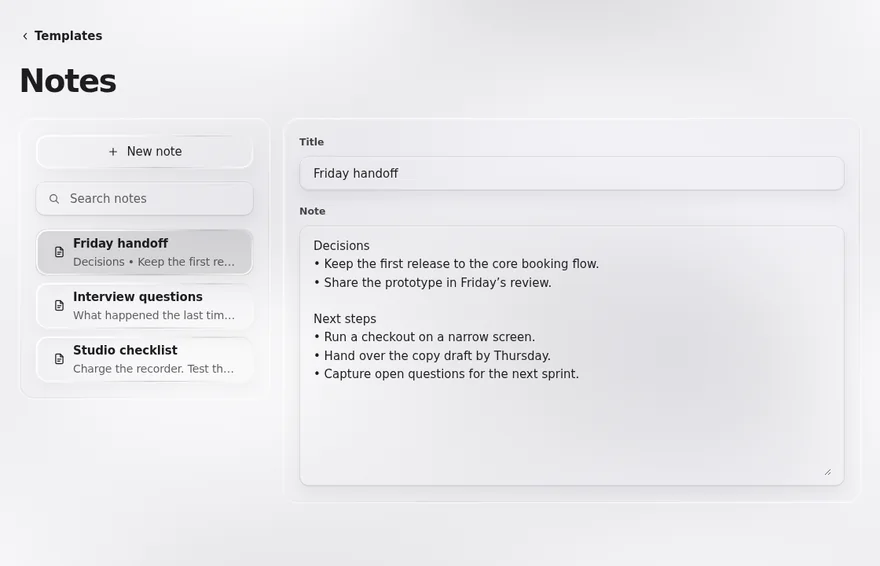 Templates
Notes
New note
Search notes
Friday handoff
Decisions • Keep the first re…
Interview questions
What happened the last tim…
Studio checklist
Charge the recorder. Test th…
Title
Friday handoff
Note
Decisions
• Keep the first release to the core booking flow.
• Share the prototype in Friday’s review.
Next steps
• Run a checkout on a narrow screen.
• Hand over the copy draft by Thursday.
• Capture open questions for the next sprint.